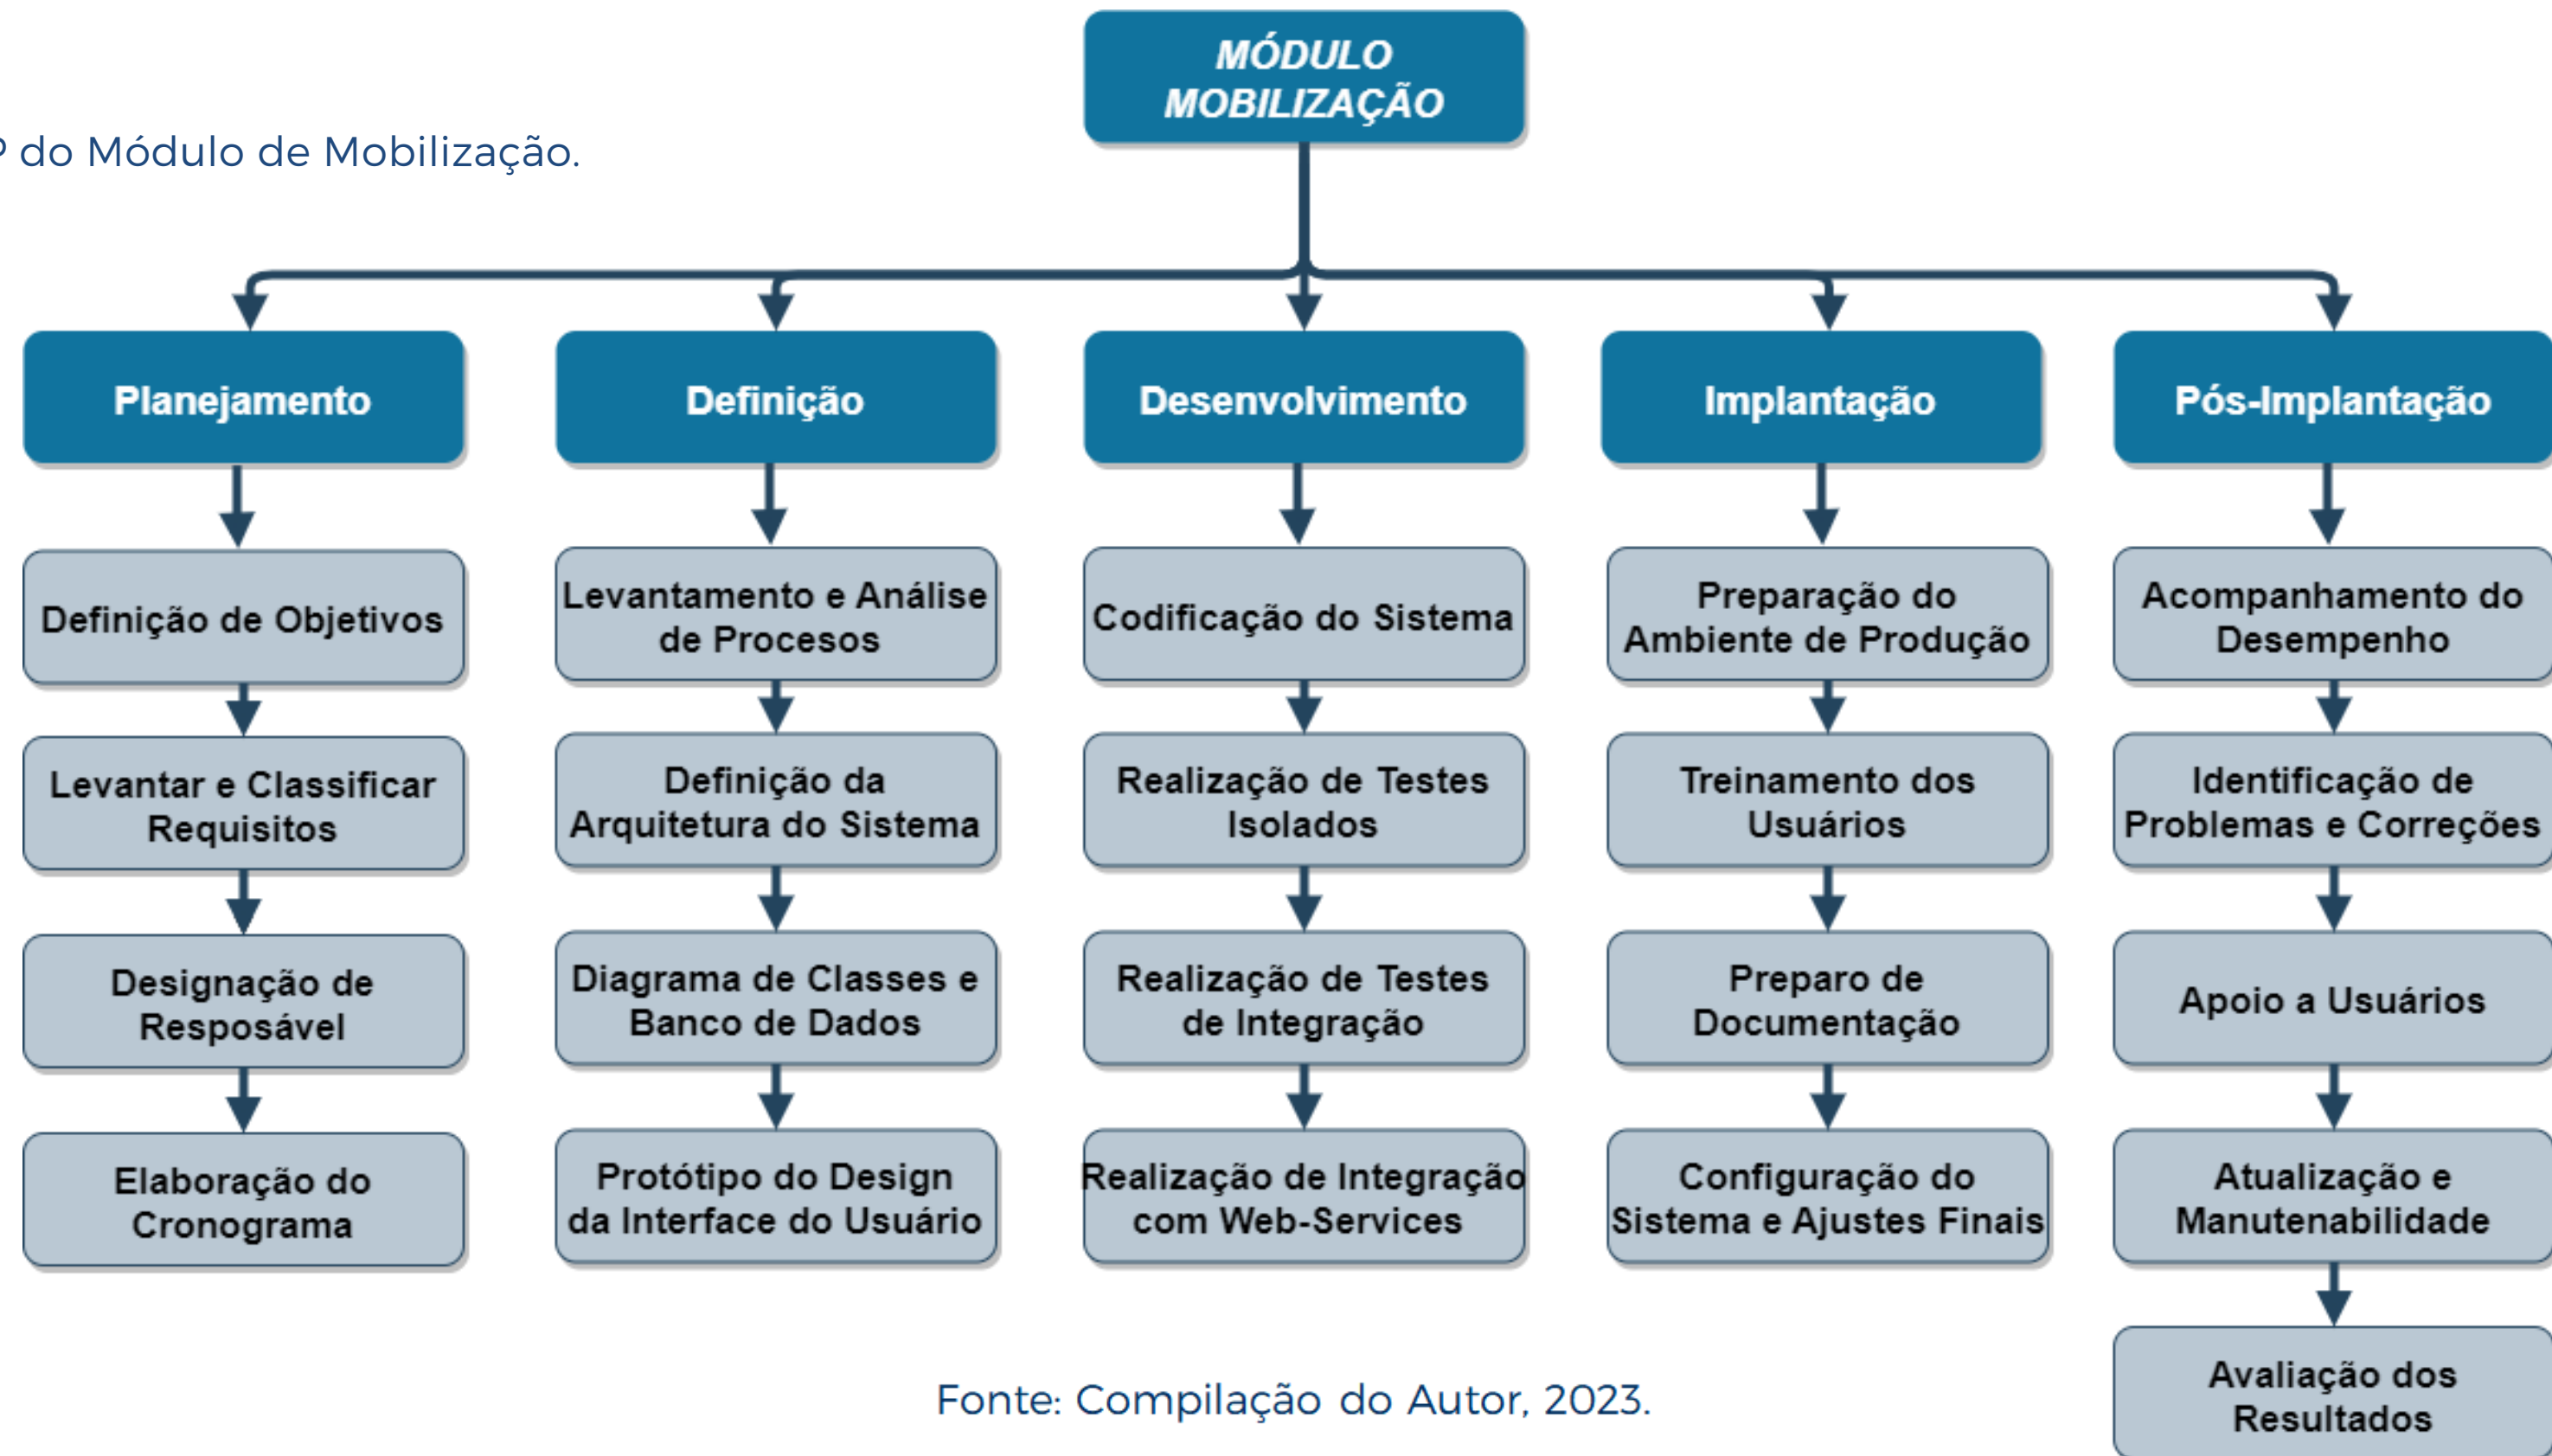 MÓDULO
MOBILIZAÇÃO
P do Módulo de Mobilização.
Planejamento
Definição
Desenvolvimento
Implantação
Pós-Implantação
Definição de Objetivos
Levantar e Classificar
Requisitos
Designação de
Resposável
Elaboração do
Cronograma
Levantamento e Análise
de Procesos
Definição da
Arquitetura do Sistema
Diagrama de Classes e
Banco de Dados
Protótipo do Design
da Interface do Usuário
Codificação do Sistema
Realização de Testes
Isolados
Realização de Testes
de Integração
Realização de Integração
com Web-Services
Preparação do
Ambiente de Produção
Treinamento dos
Usuários
Preparo de
Documentação
Configuração do
Sistema e Ajustes Finais
Acompanhamento do
Desempenho
Identificação de
Problemas e Correções
Apoio a Usuários
Atualização e
Manutenabilidade
Avaliação dos
Resultados
Fonte: Compilação do Autor, 2023.